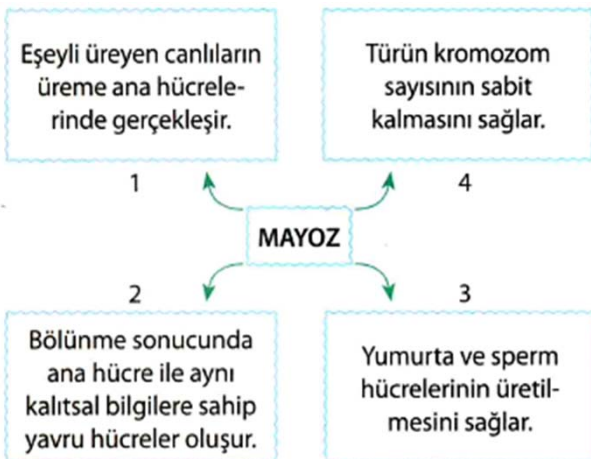 Eşeyli üreyen canlıların
üreme ana hücrele-
rinde gerçekleşir.
1
Türün kromozom
sayısının sabit
kalmasını sağlar.
4
MAYOZ
2
Bölünme sonucunda
ana hücre ile aynı
kalıtsal bilgilere sahip
yavru hücreler oluşur.
3
Yumurta ve sperm
hücrelerinin üretil-
mesini sağlar.